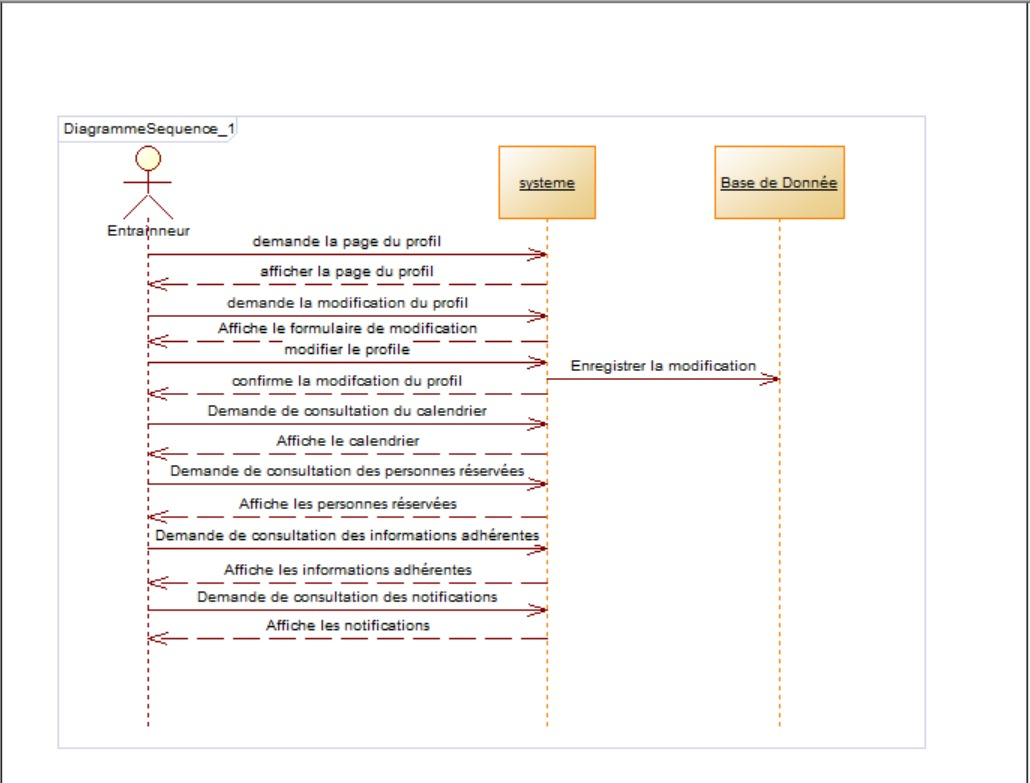 DiagrammeSequence_1
systeme
Base de Donnée
Entrainneur
demande la page du profil
afficher la page du profil
demande la modification du profil
Affiche le formulaire de modification
modifier le profile
Enregistrer la modification
confirme la modifcation du profil
Demande de consultation du calendrier
Affiche le calendrier
Demande de consultation des personnes réservées
Affiche les personnes réservées
Demande de consultation des informations adhérentes
Affiche les informations adhérentes
Demande de consultation des notifications
Affiche les notifications